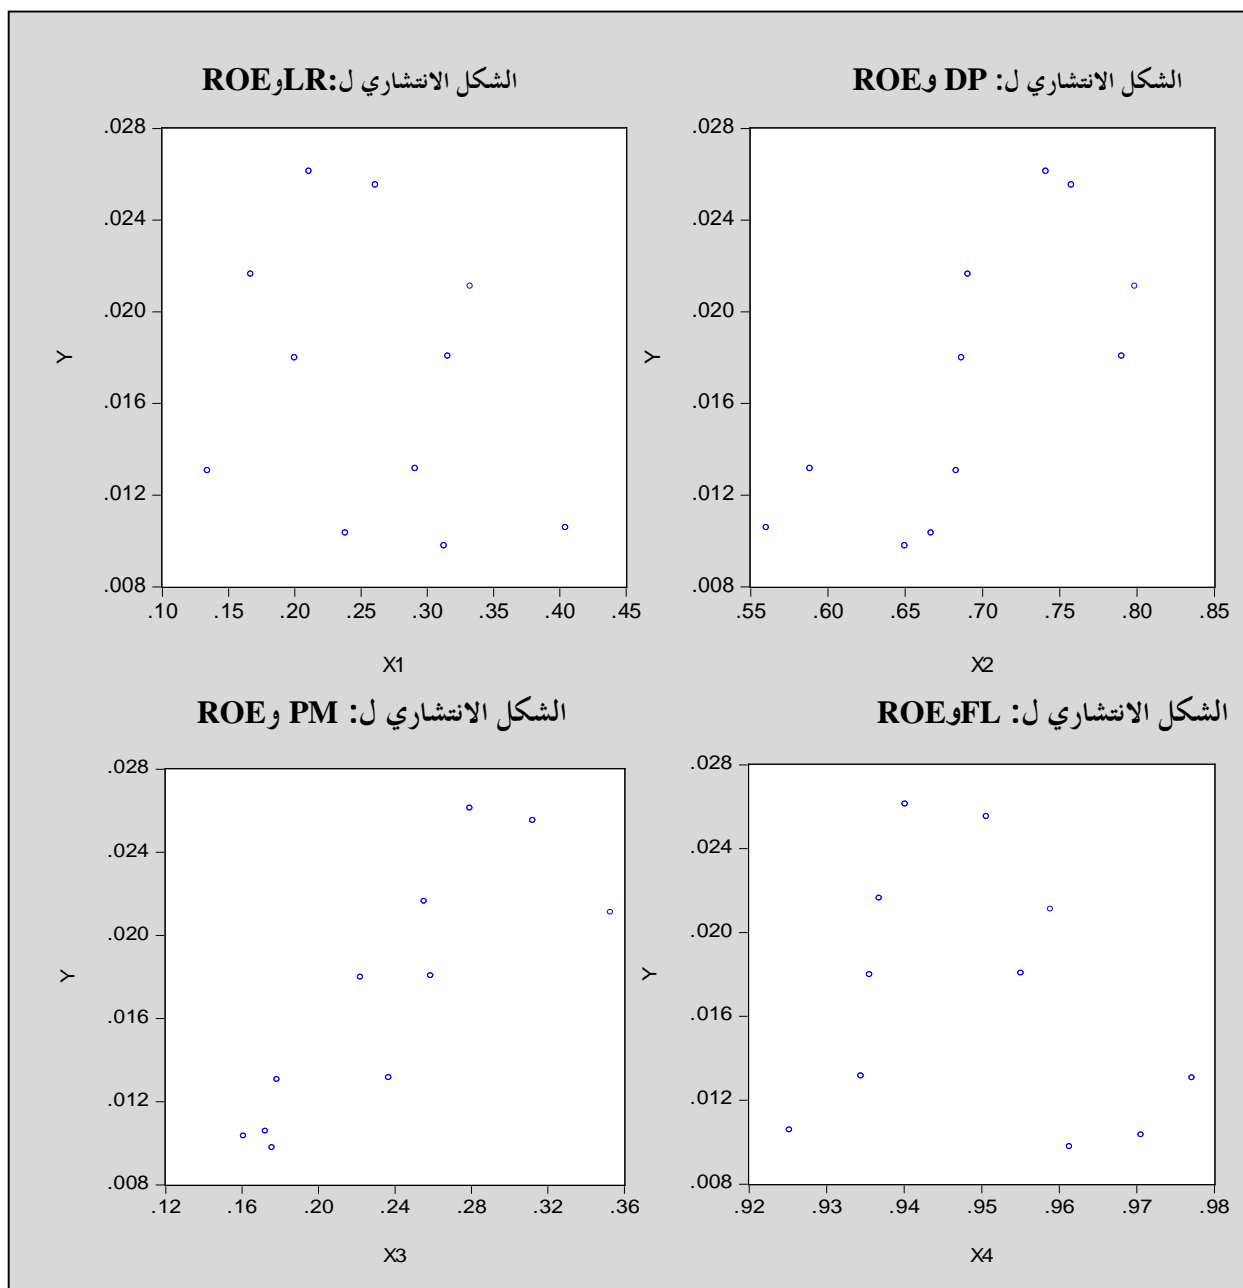 الشكل الانتشاري ل:LRوROE
الشكل الانتشاري ل: DP وROE
.028
.024
.020
.016
.012
.008
Y
.10 .15 .20 .25 .30 .35 .40 .45
X1
.028
.024
.020
.016
.012
.008
Y
.55 .60 .65 .70 .75 .80 .85
X2
الشكل الانتشاري ل: PM وROE
الشكل الانتشاري ل: FLوROE
.028
.024
.020
.016
.012
.008
Y
.12 .16 .20 .24 .28 .32 .36
X3
.028
.024
.020
.016
.012
.008
Y
.92 .93 .94 .95 .96 .97 .98
X4